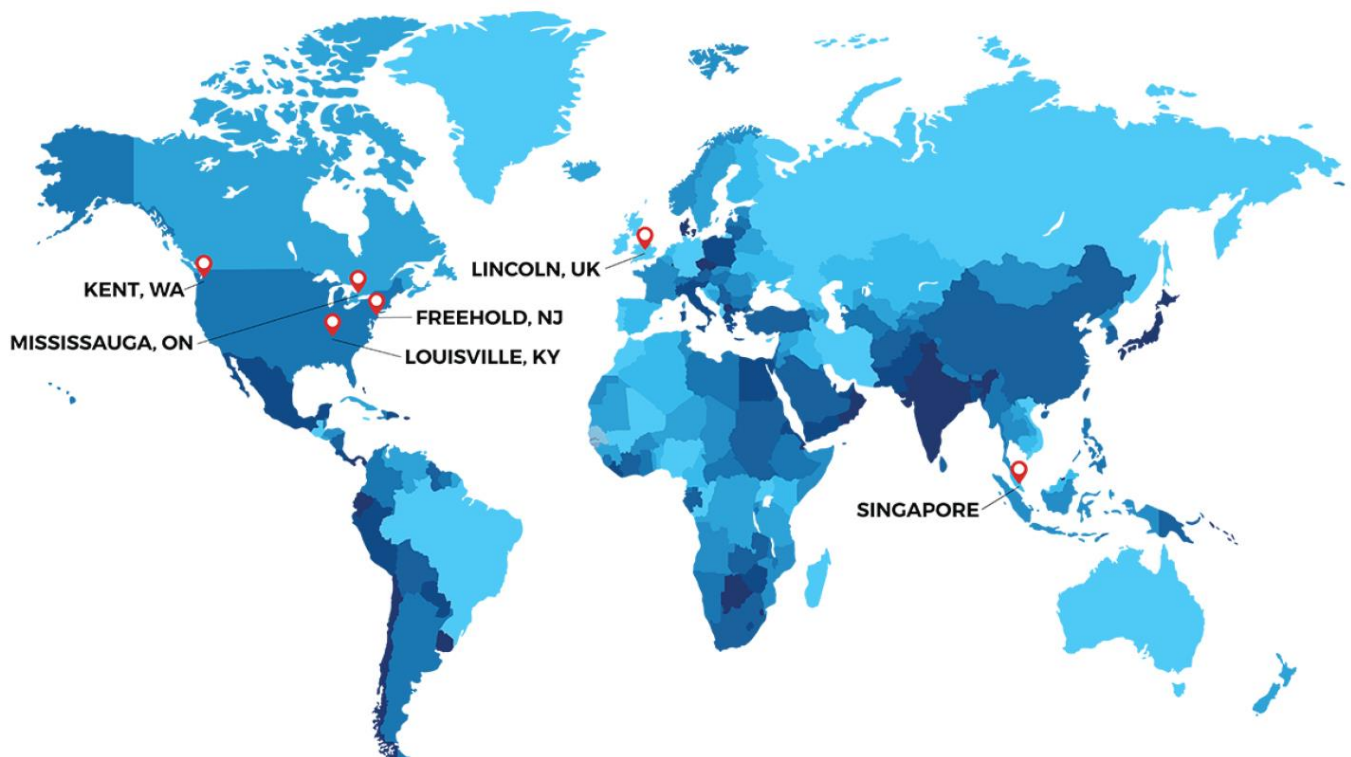 KENT, WA
MISSISSAUGA, ON
FREEHOLD, NJ
LOUISVILLE, KY
LINCOLN, UK
SINGAPORE